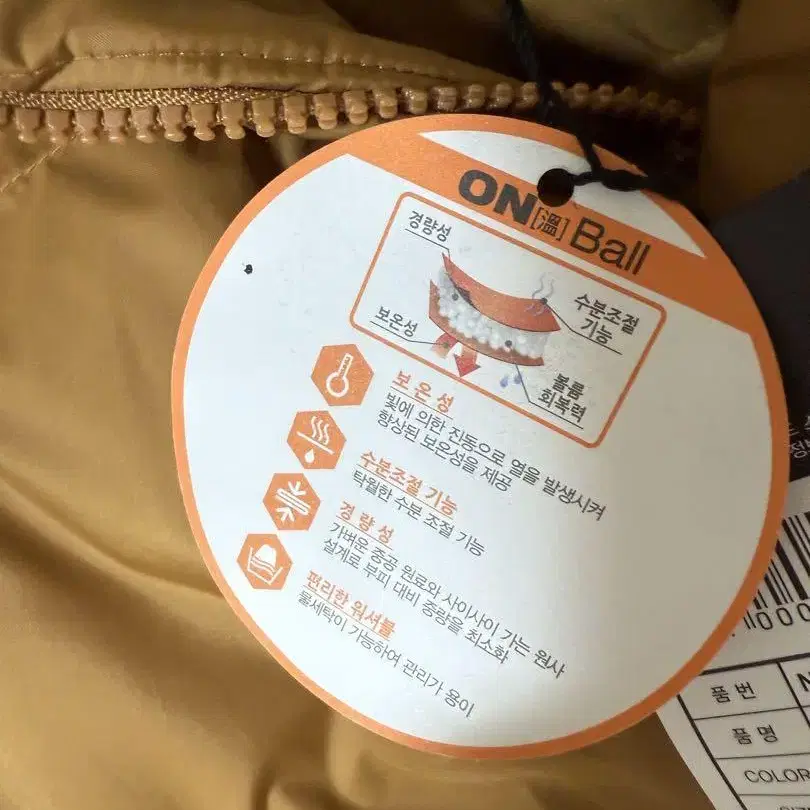 ON[溫]Ball
경량성
수분조절
기능
보온성
볼륨
회복력
보 온 성
빛에 의한 진동으로 열을 발생시켜
향상된 보온성을 제공
수분조절 기능
탁월한 수분 조절 기능
경 량 성
가벼운 중공 원료와 사이사이 가는 원사
설계로 부피 대비 중량을 최소화
편리한 워셔블
물세탁이 가능하여 관리가 용이
품 번
품 명
COLOR